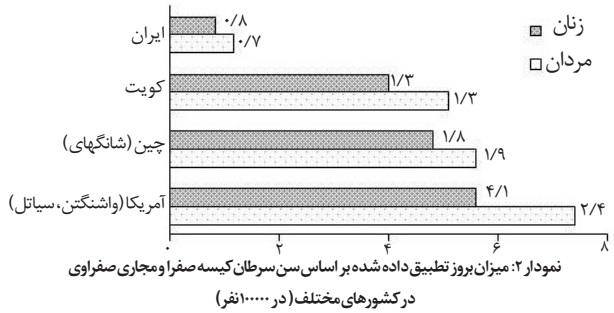 زنان
مردان
ایران
۰/۸
۰/۷
کویت
۱/۳
۱/۳
چین (شانگهای)
۱/۸
۱/۹
آمریکا (واشنگتن، سیاتل)
۴/۱
۲/۴
۰ ۲ ۴ ۶ ۸
نمودار ۲: میزان بروز تطبیق داده شده بر اساس سن سرطان کیسه صفرا و مجاری صفراوی
در کشورهای مختلف (در ۱۰۰۰۰۰ نفر)